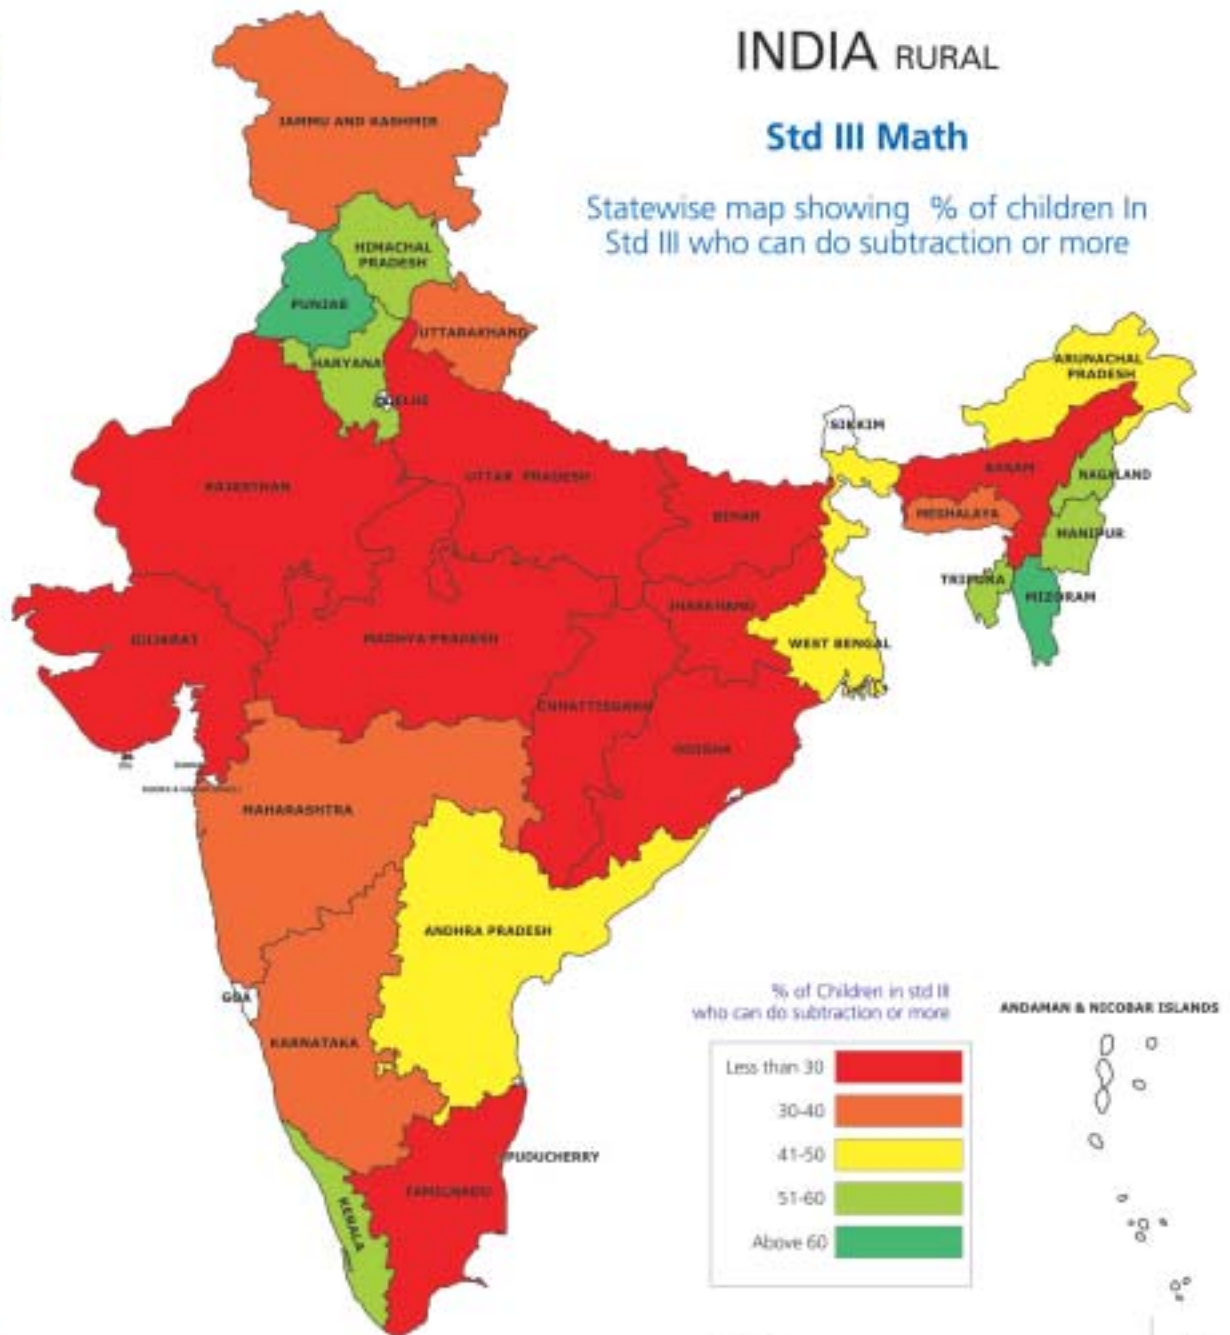 INDIA RURAL
Std III Math
Statewise map showing % of children In
Std III who can do subtraction or more
JAMMU AND KASHMIR
HIMACHAL
PRADESH
PUNJAB
UTTARAKHAND
HARYANA
DELHI
ARUNACHAL
PRADESH
SIKKIM
RAJASTHAN
UTTAR PRADESH
BIHAR
ASSAM
NAGALAND
MEGHALAYA
MANIPUR
TRIPURA
MIZORAM
JHARKHAND
GUJARAT
MADHYA PRADESH
WEST BENGAL
CHHATTISGARH
ODISHA
MAHARASHTRA
ANDHRA PRADESH
GOA
KARNATAKA
PUDUCHERRY
TAMILNADU
KERALA
% of Children in std III
who can do subtraction or more
Less than 30
30-40
41-50
51-60
Above 60
ANDAMAN & NICOBAR ISLANDS